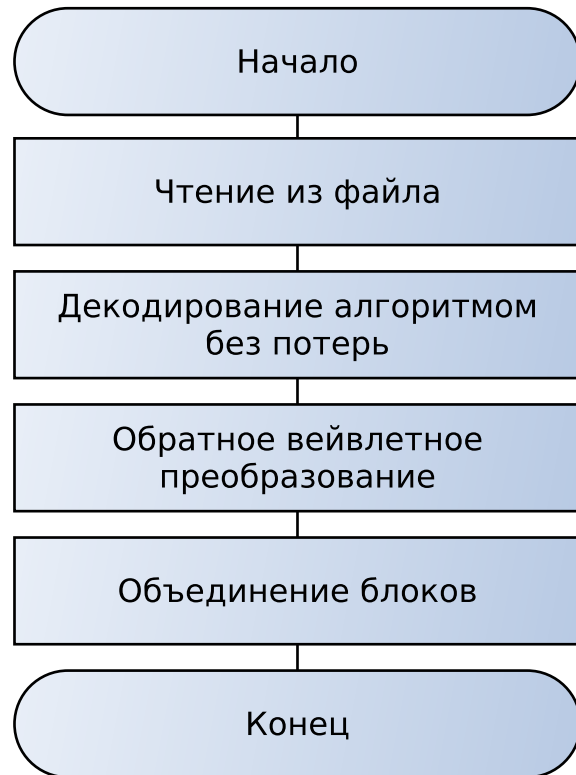 Начало
Чтение из файла
Декодирование алгоритмом
без потерь
Обратное вейвлетное
преобразование
Объединение блоков
Конец